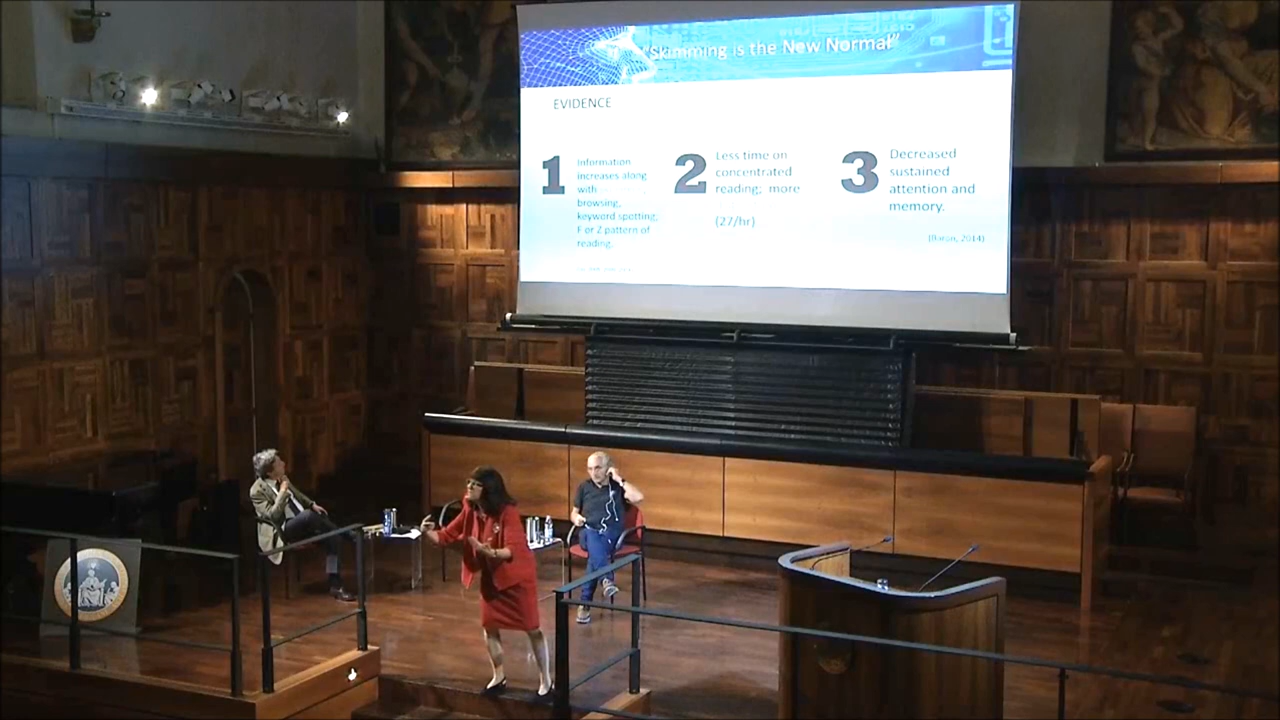 "Skimming is the New Normal"
EVIDENCE
1
Information
increases along
with
browsing,
keyword spotting;
F or Z pattern of
reading.
2
Less time on
concentrated
reading; more
(27/hr)
3
Decreased
sustained
attention and
memory.
(Baron, 2014)